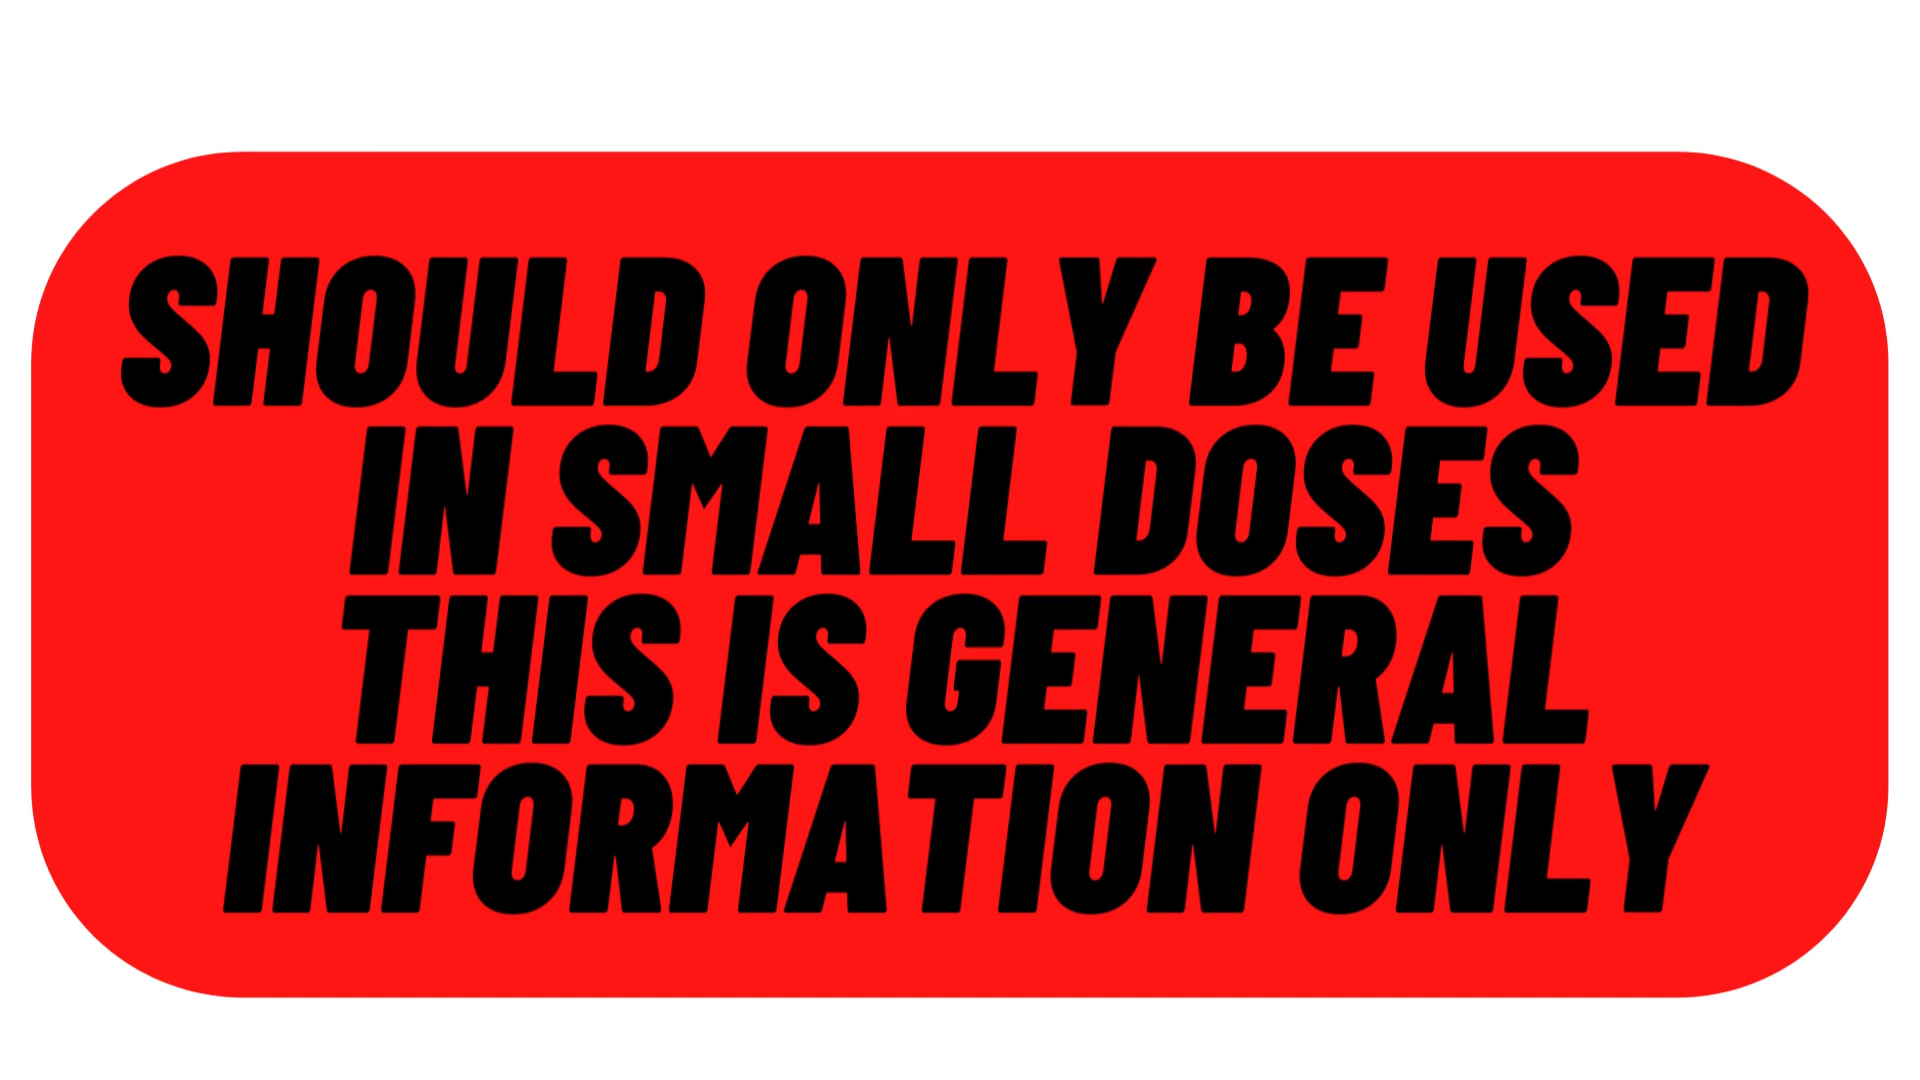 SHOULD ONLY BE USED
IN SMALL DOSES
THIS IS GENERAL
INFORMATION ONLY